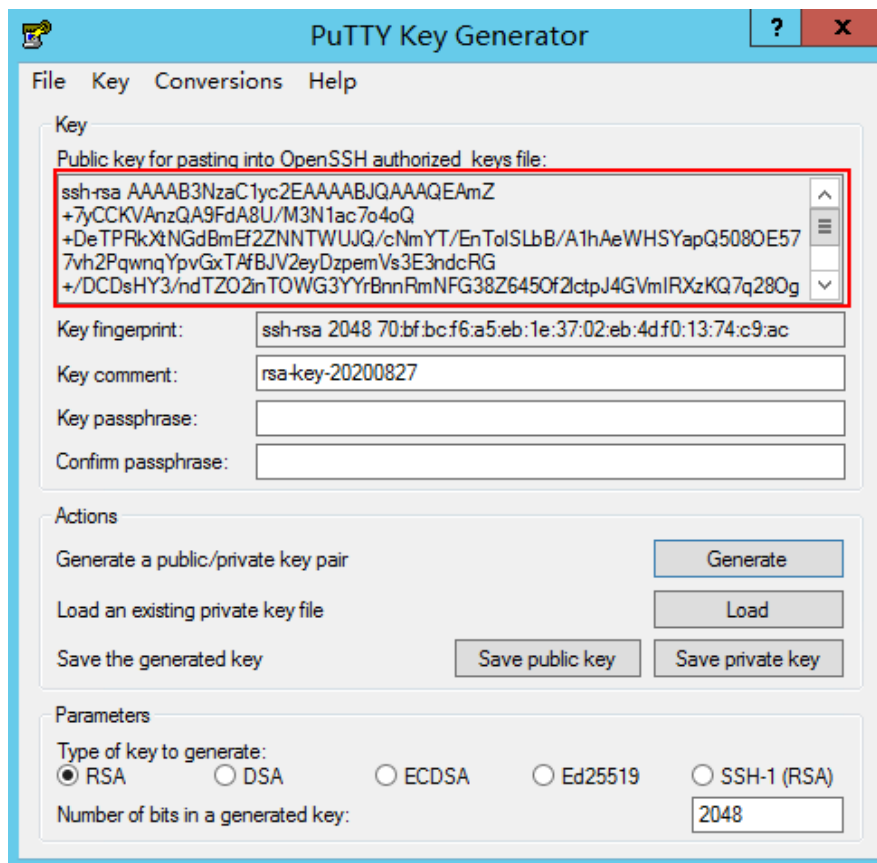 PuTTY Key Generator
?
x
File Key Conversions Help
Key
Public key for pasting into OpenSSH authorized_keys file:
ssh-rsa AAAAB3NzaC1yc2EAAAABJQAAAQEAmZ
+7yCCKVAnzQA9FdA8U/M3N1ac7o4oQ
+DeTPRkXtNGdBmEf2ZNNTWUJQ/cNmYT/EnTolSLbB/A1hAeWHSYapQ508OE57
7vh2PqwnqYpvGxTAfBJV2eyDzpemVs3E3ndcRG
+/DCDsHY3/ndTZO2inTOWG3YYrBnnRmNFG38Z645Of2lctpJ4GVmIRXzKQ7q28Og
Key fingerprint: ssh-rsa 2048 70:bf:bc:f6:a5:eb:1e:37:02:eb:4d:f0:13:74:c9:ac
Key comment: rsa-key-20200827
Key passphrase:
Confirm passphrase:
Actions
Generate a public/private key pair Generate
Load an existing private key file Load
Save the generated key Save public key Save private key
Parameters
Type of key to generate:
RSA DSA ECDSA Ed25519 SSH-1 (RSA)
Number of bits in a generated key: 2048